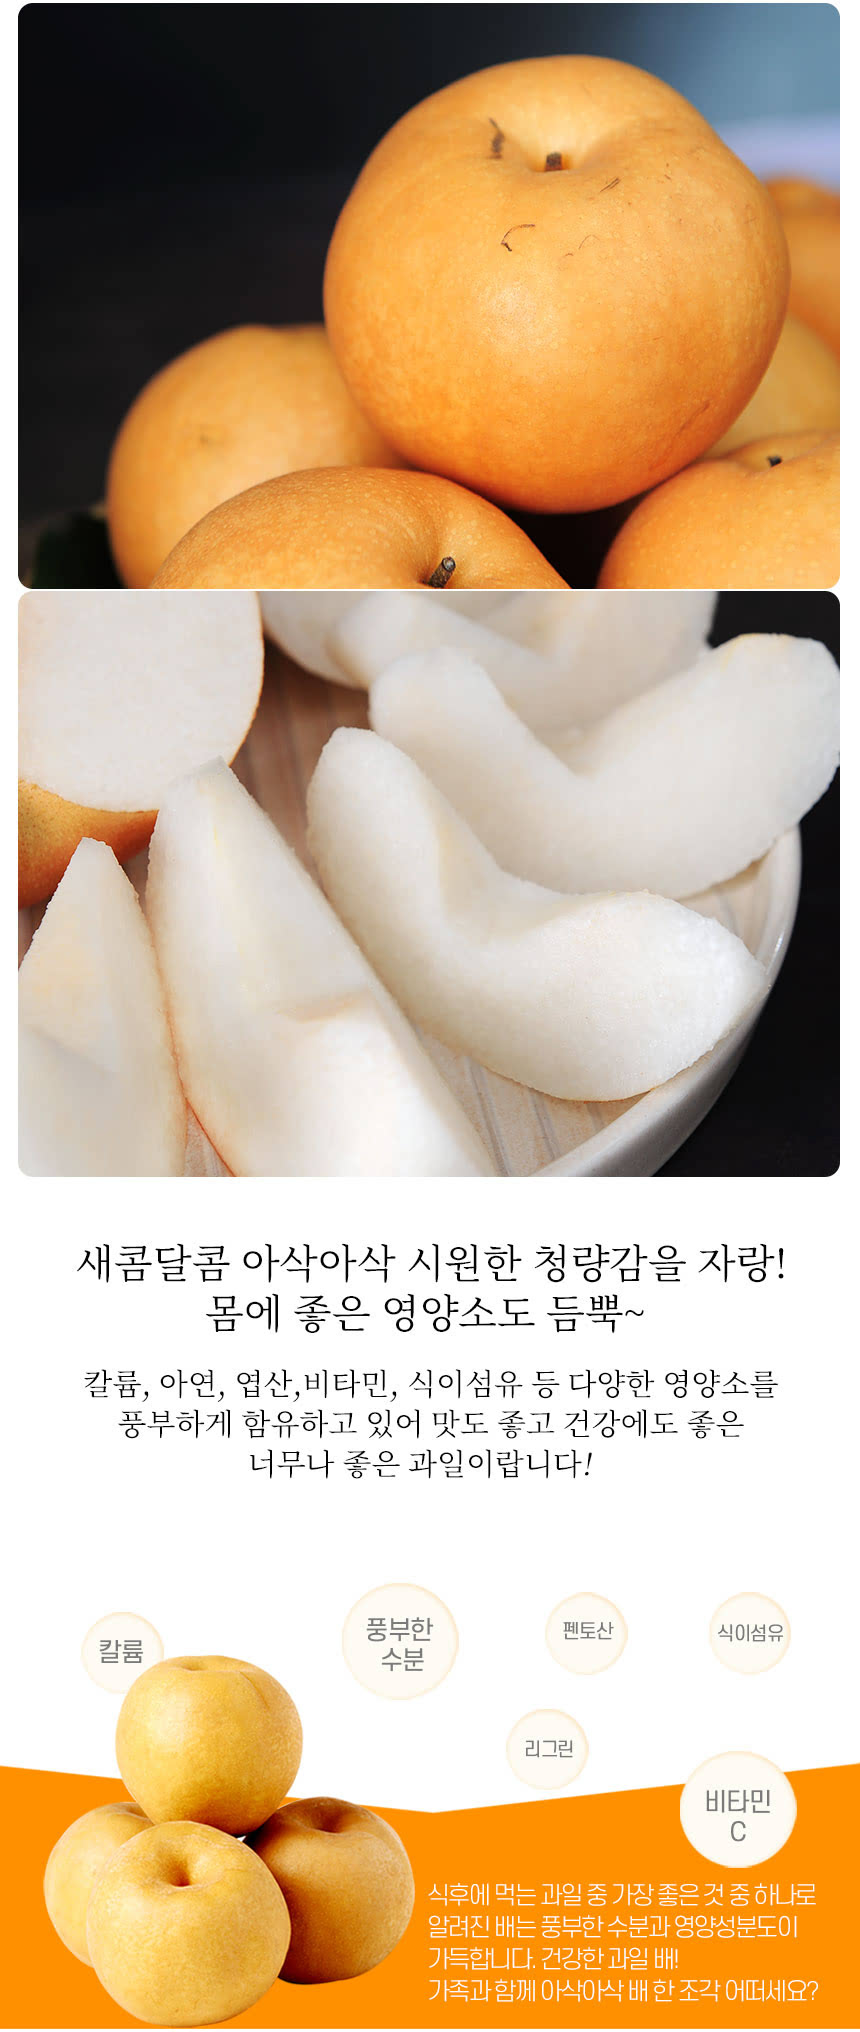 새콤달콤 아삭아삭 시원한 청량감을 자랑!
몸에 좋은 영양소도 듬뿍~
칼륨, 아연, 엽산,비타민, 식이섬유 등 다양한 영양소를
풍부하게 함유하고 있어 맛도 좋고 건강에도 좋은
너무나 좋은 과일이랍니다!
칼륨
풍부한
수분
펜토산
식이섬유
리그린
비타민
C
식후에 먹는 과일 중 가장 좋은 것 중 하나로
알려진 배는 풍부한 수분과 영양성분도이
가득합니다. 건강한 과일 배!
가족과 함께 아삭아삭 배 한 조각 어떠세요?